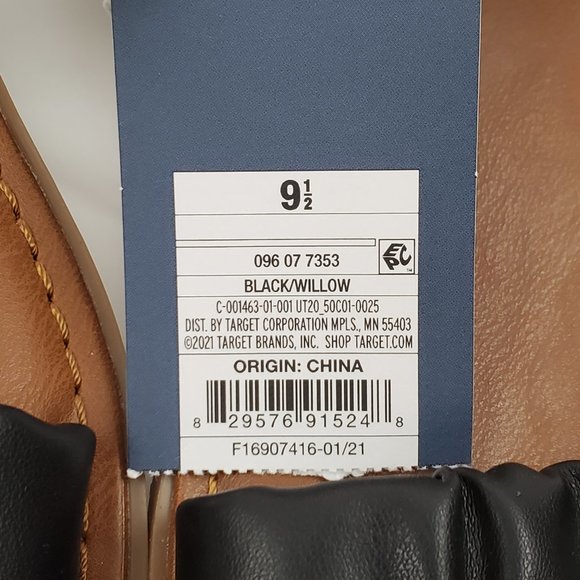 9½
096 07 7353
EPC™
BLACK/WILLOW
C-001463-01-001 UT20_50C01-0025
DIST. BY TARGET CORPORATION MPLS., MN 55403
©2021 TARGET BRANDS, INC. SHOP TARGET.COM
ORIGIN: CHINA
8 29576 91524 8
F16907416-01/21